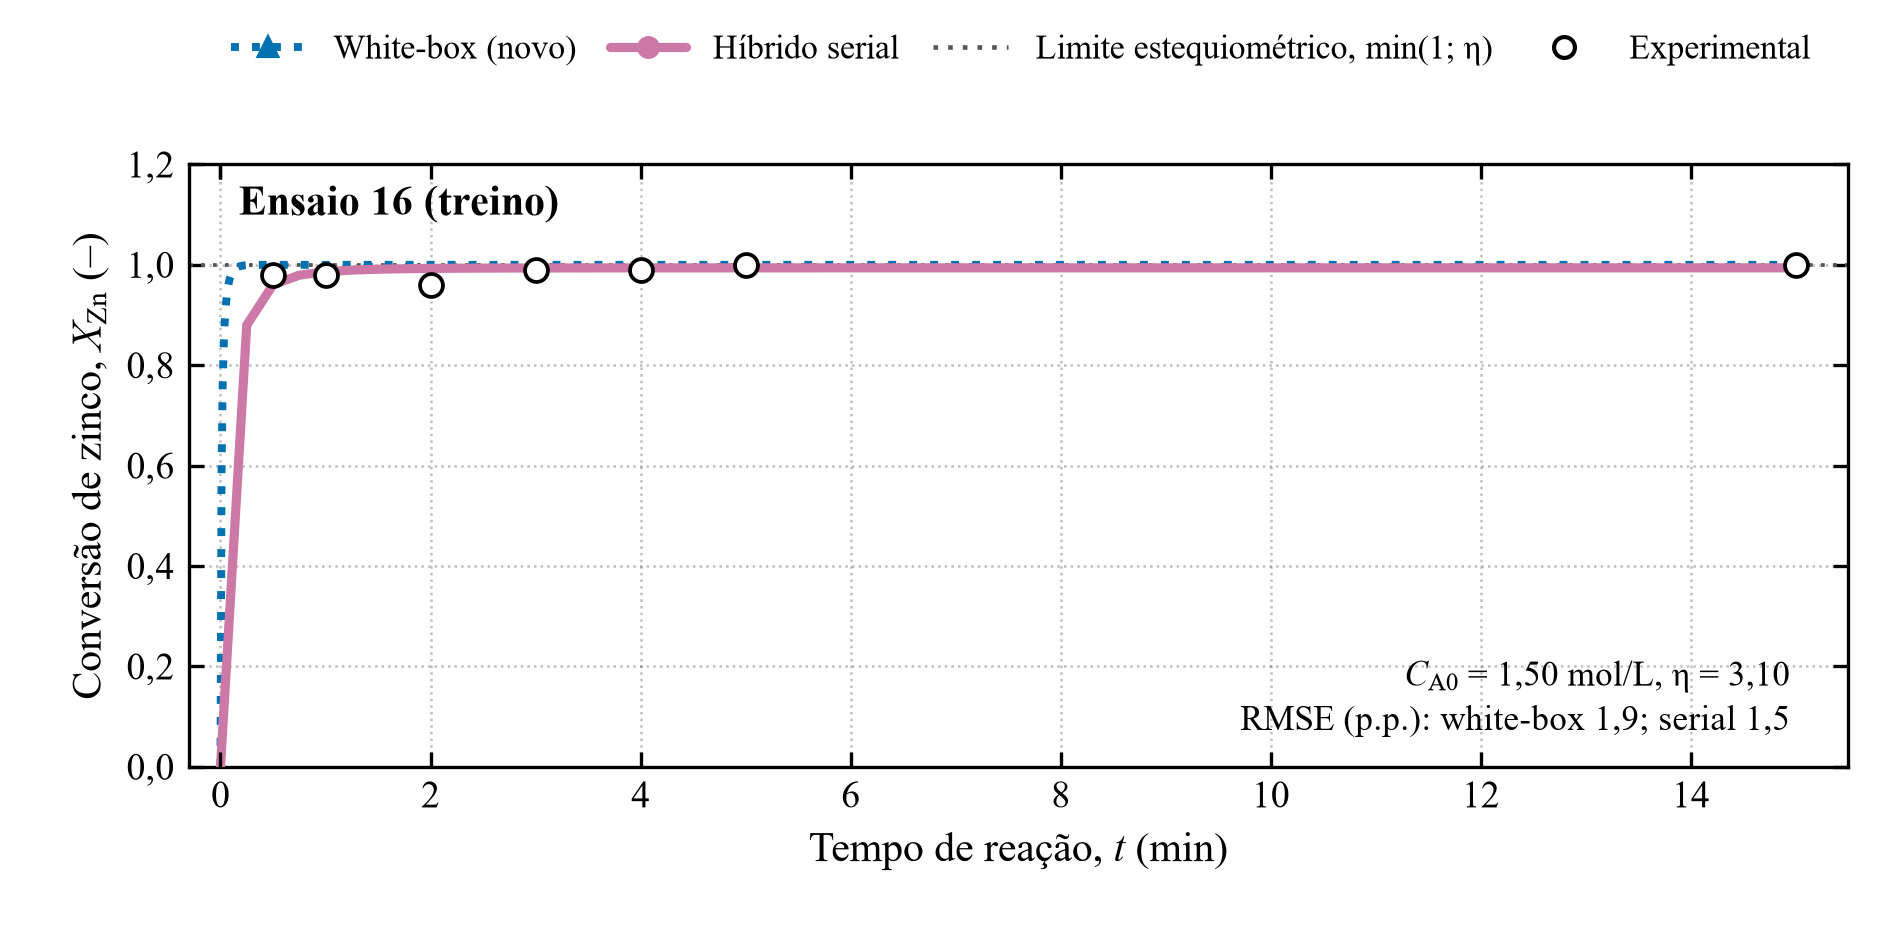 White-box (novo) Híbrido serial Limite estequiométrico, min(1; η) Experimental
Ensaio 16 (treino)
Conversão de zinco, XZn (−)
1,2
1,0
0,8
0,6
0,4
0,2
0,0
CA0 = 1,50 mol/L, η = 3,10
RMSE (p.p.): white-box 1,9; serial 1,5
0 2 4 6 8 10 12 14
Tempo de reação, t (min)